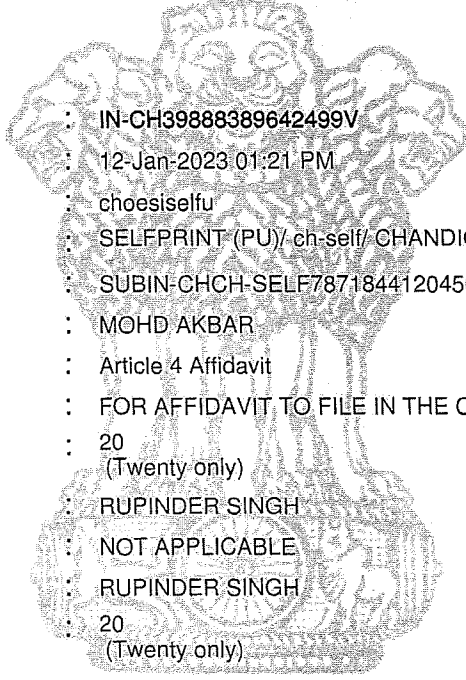 : IN-CH39888389642499V
: 12-Jan-2023 01:21 PM
: choesiselfu
: SELFPRINT (PU)/ ch-self/ CHANDI
: SUBIN-CHCH-SELF787184412045
: MOHD AKBAR
: Article 4 Affidavit
: FOR AFFIDAVIT TO FILE IN THE
: 20
(Twenty only)
: RUPINDER SINGH
: NOT APPLICABLE
: RUPINDER SINGH
: 20
(Twenty only)